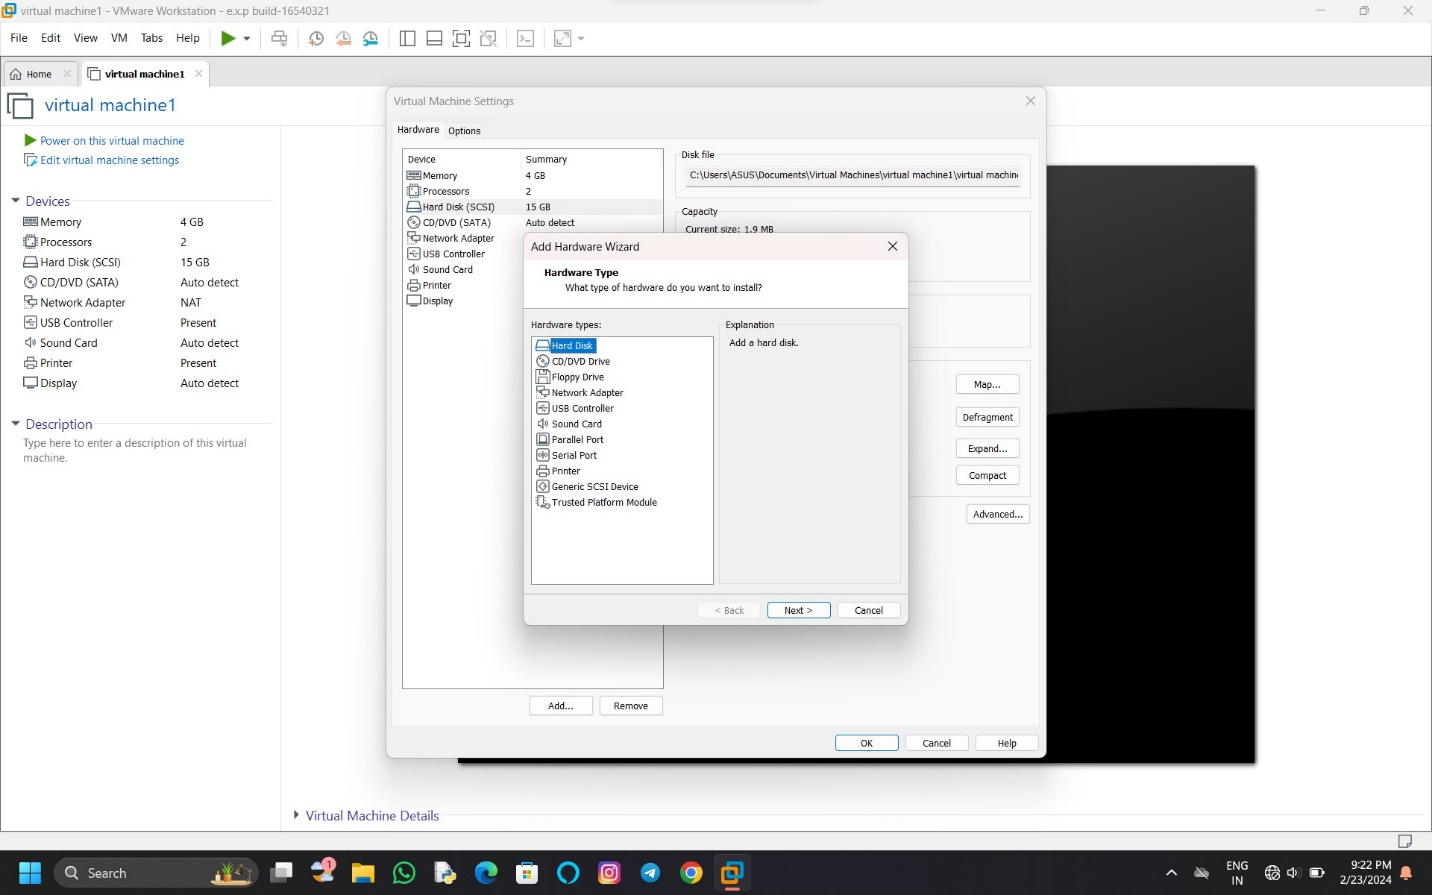 virtual machine1 - VMware Workstation - e.x.p build-16540321
File Edit View VM Tabs Help
Home
virtual machine1
virtual machine1
Power on this virtual machine
Edit virtual machine settings
Devices
Memory 4 GB
Processors 2
Hard Disk (SCSI) 15 GB
CD/DVD (SATA) Auto detect
Network Adapter NAT
USB Controller Present
Sound Card Auto detect
Printer Present
Display Auto detect
Description
Type here to enter a description of this virtual
machine.
Virtual Machine Settings
Hardware Options
Device Summary
Memory 4 GB
Processors 2
Hard Disk (SCSI) 15 GB
CD/DVD (SATA) Auto detect
Network Adapter
USB Controller
Sound Card
Printer
Display
Disk file
C:\Users\ASUS\Documents\Virtual Machines\virtual machine1\virtual machin
Capacity
Current size: 1.9 MB
Map...
Defragment
Expand...
Compact
Advanced...
Add Hardware Wizard
Hardware Type
What type of hardware do you want to install?
Hardware types:
Hard Disk
CD/DVD Drive
Floppy Drive
Network Adapter
USB Controller
Sound Card
Parallel Port
Serial Port
Printer
Generic SCSI Device
Trusted Platform Module
Explanation
Add a hard disk.
< Back Next > Cancel
Add... Remove
OK Cancel Help
Virtual Machine Details
Search
1
ENG
IN
9:22 PM
2/23/2024